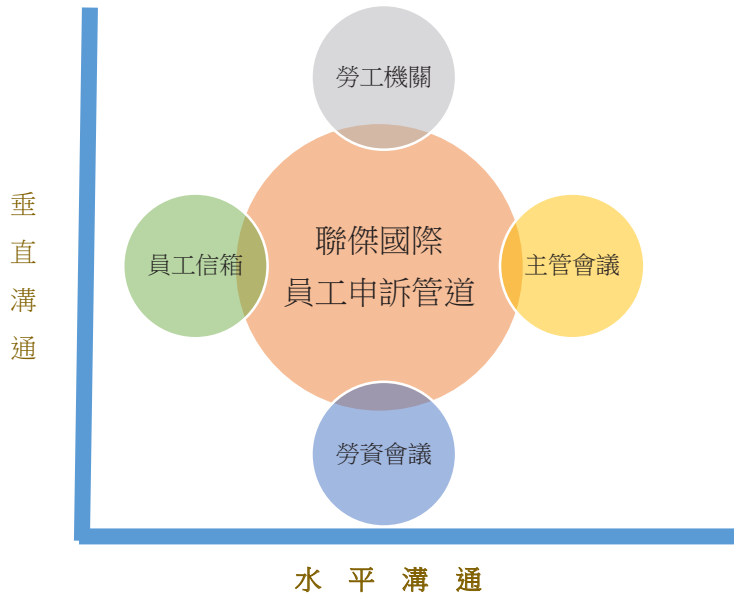 勞工機關
垂直溝通
員工信箱
聯傑國際
員工申訴管道
主管會議
勞資會議
水平溝通